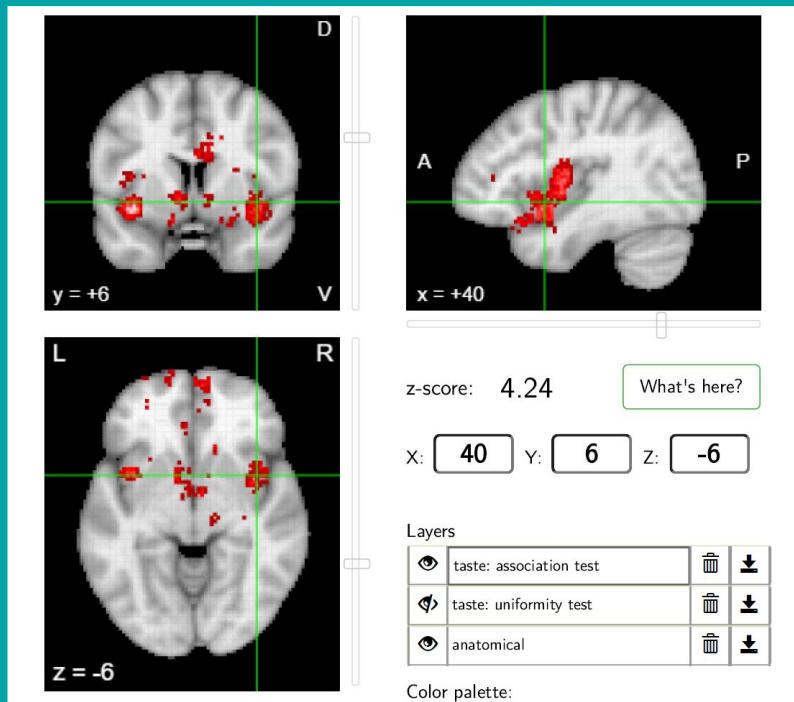 D
y = +6
V
A
P
x = +40
L
R
z = -6
z-score: 4.24 What's here?
X: 40 Y: 6 Z: -6
Layers
taste: association test
taste: uniformity test
anatomical
Color palette: